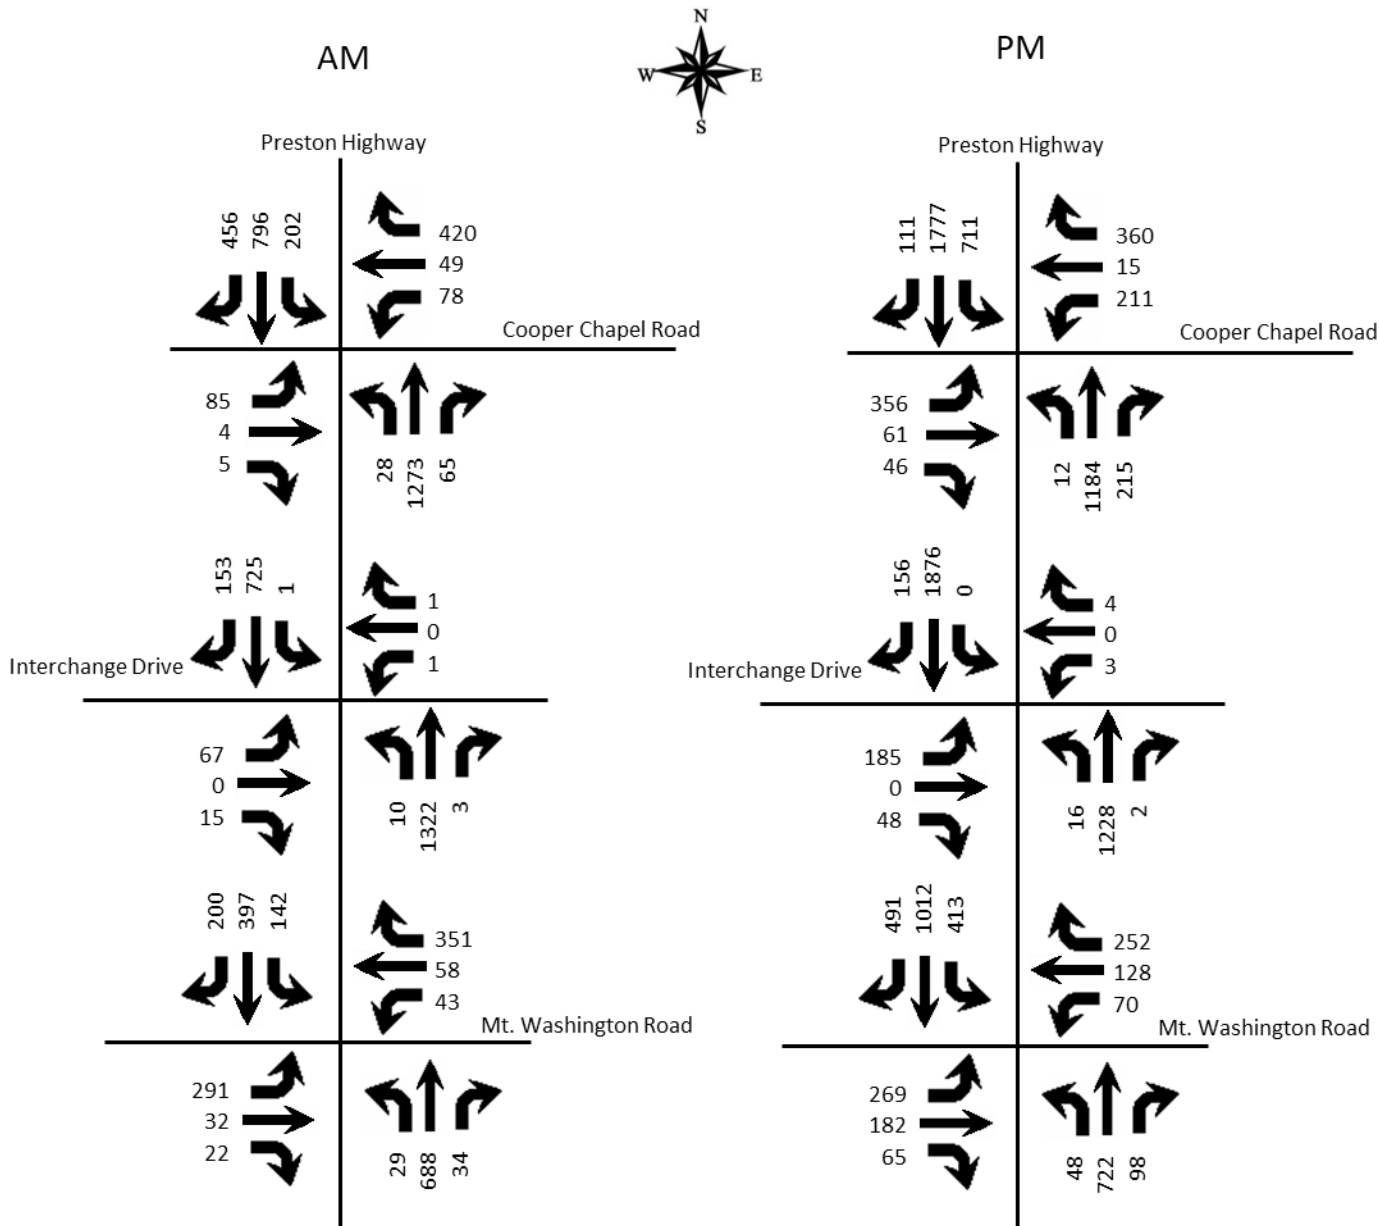 N
AM
PM
W
E
S
Preston Highway
Preston Highway
456 796 202
420
49
78
111 1777 711
360
15
211
Cooper Chapel Road
Cooper Chapel Road
85
4
5
28 1273 65
356
61
46
12 1184 215
153 725 1
1
0
1
156 1876 0
4
0
3
Interchange Drive
Interchange Drive
67
0
15
10 1322 3
185
0
48
16 1228 2
200 397 142
351
58
43
491 1012 413
252
128
70
Mt. Washington Road
Mt. Washington Road
291
32
22
29 688 34
269
182
65
48 722 98